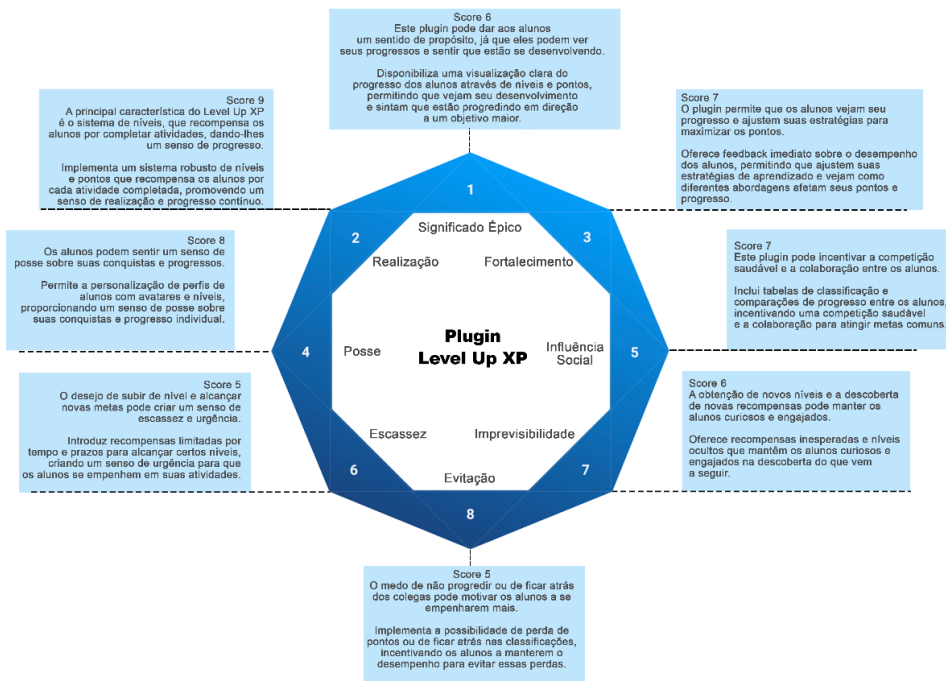 Score 6
Este plugin pode dar aos alunos
um sentido de propósito, já que eles podem ver
seus progressos e sentir que estão se desenvolvendo.
Disponibiliza uma visualização clara do
progresso dos alunos através de níveis e pontos,
permitindo que vejam seu desenvolvimento
e sintam que estão progredindo em direção
a um objetivo maior.
Score 9
A principal característica do Level Up XP
é o sistema de níveis, que recompensa os
alunos por completar atividades, dando-lhes
um senso de progresso.
Implementa um sistema robusto de níveis
e pontos que recompensa os alunos por
cada atividade completada, promovendo um
senso de realização e progresso continuo.
Score 7
O plugin permite que os alunos vejam seu
progresso e ajustem suas estratégias para
maximizar os pontos.
Oferece feedback imediato sobre o desempenho
dos alunos, permitindo que ajustem suas
estratégias de aprendizado e vejam como
diferentes abordagens afetam seus pontos e
progresso.
1
Significado Épico
2
Realização
3
Fortalecimento
Score 8
Os alunos podem sentir um senso de
posse sobre suas conquistas e progressos.
Permite a personalização de perfis de
alunos com avatares e níveis,
proporcionando um senso de posse sobre
suas conquistas e progresso individual.
Score 7
Este plugin pode incentivar a competição
saudável e a colaboração entre os alunos.
Inclui tabelas de classificação e
comparações de progresso entre os alunos,
incentivando uma competição saudável
e a colaboração para atingir metas comuns.
4
Posse
Plugin
Level Up XP
Influência
Social
5
Score 5
O desejo de subir de nível e alcançar
novas metas pode criar um senso de
escassez e urgência.
Introduz recompensas limitadas por
tempo e prazos para alcançar certos níveis,
criando um senso de urgência para que
os alunos se empenhem em suas atividades.
Score 6
A obtenção de novos níveis e a descoberta
de novas recompensas pode manter os
alunos curiosos e engajados.
Oferece recompensas inesperadas e níveis
ocultos que mantêm os alunos curiosos e
engajados na descoberta do que vem
a seguir.
Escassez
6
Imprevisibilidade
7
Evitação
8
Score 5
O medo de não progredir ou de ficar atrás
dos colegas pode motivar os alunos a se
empenharem mais.
Implementa a possibilidade de perda de
pontos ou de ficar atrás nas classificações,
incentivando os alunos a manterem o
desempenho para evitar essas perdas.